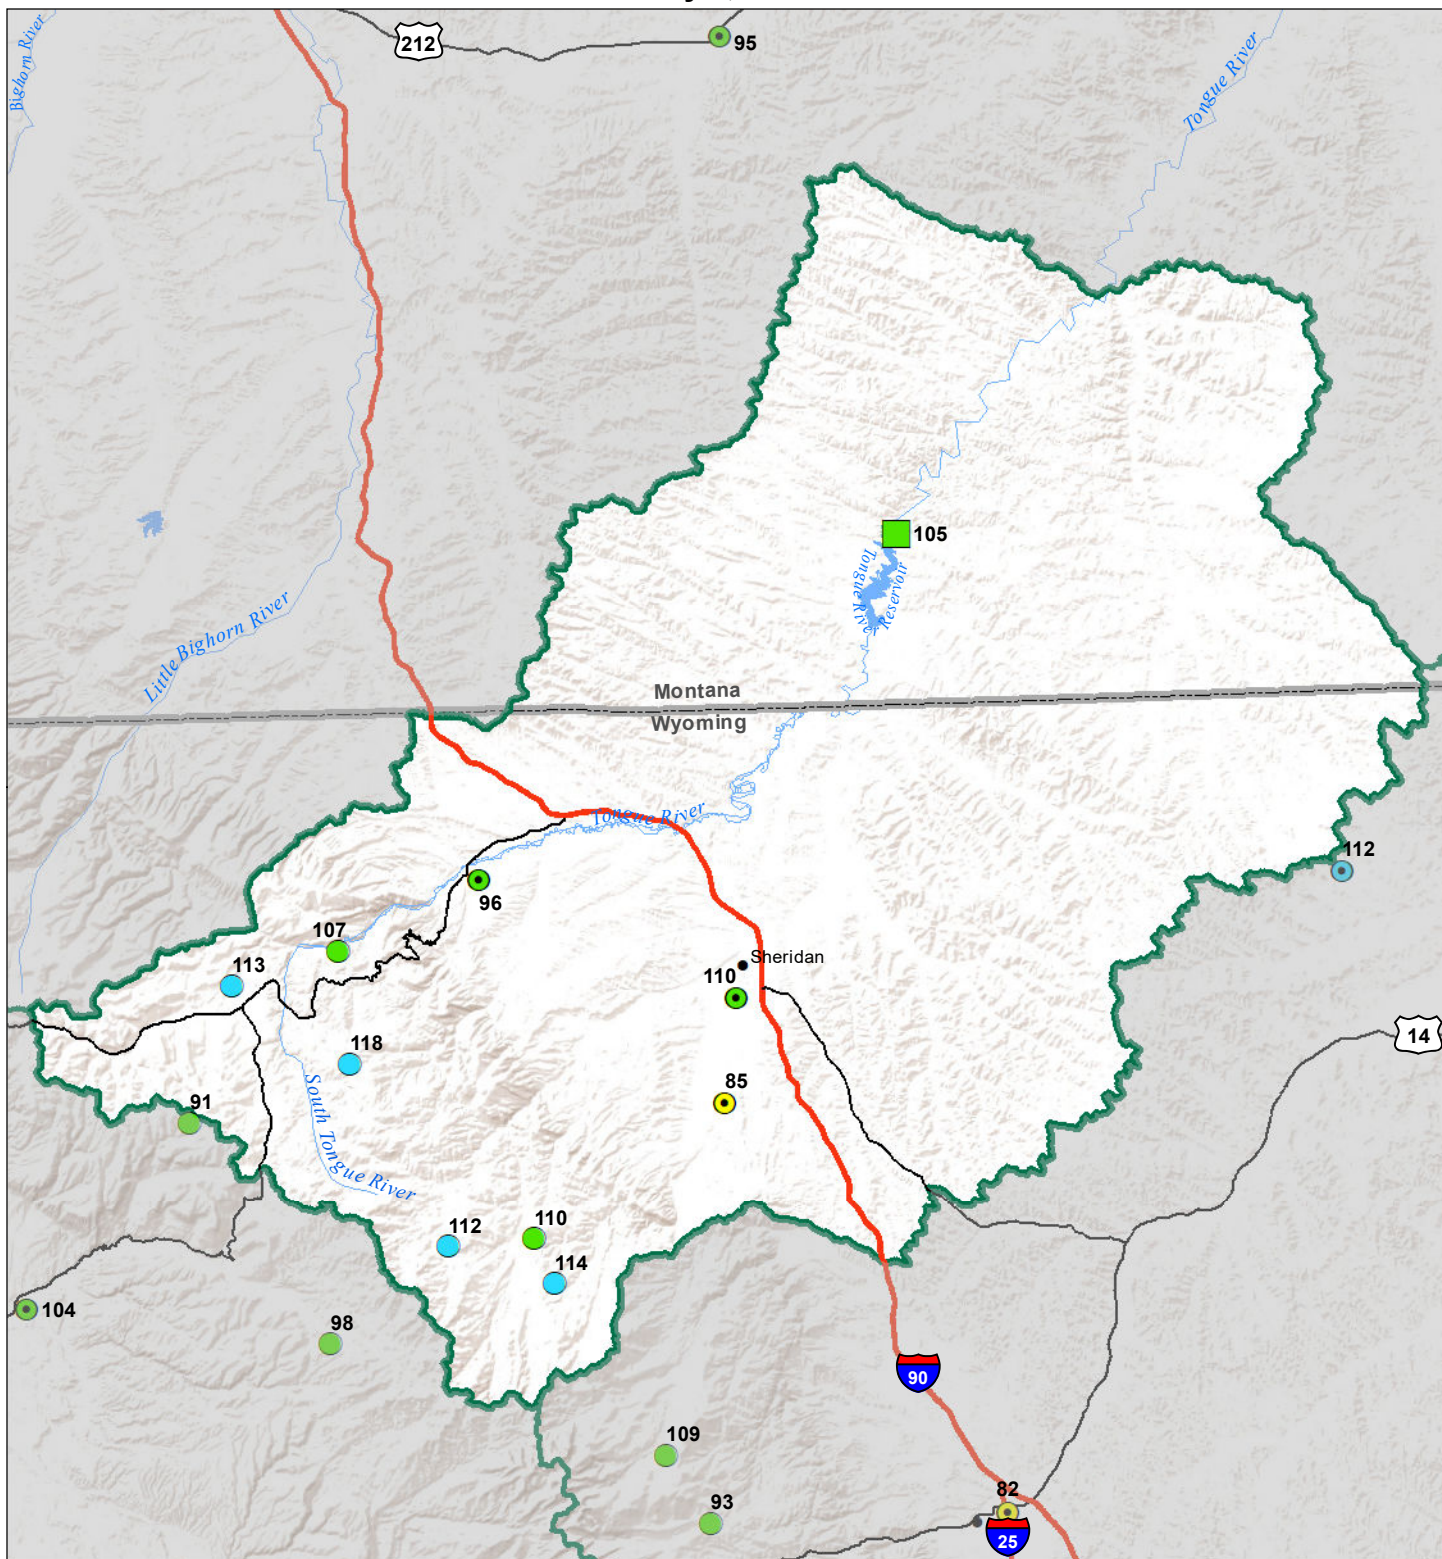 212
95
Bighorn River
Tongue River
105
Tongue River
Reservoir
Little Bighorn River
Montana
Wyoming
Tongue River
112
96
107
113
Sheridan
110
14
118
85
91
South Tongue River
112
110
114
104
98
90
109
82
93
25